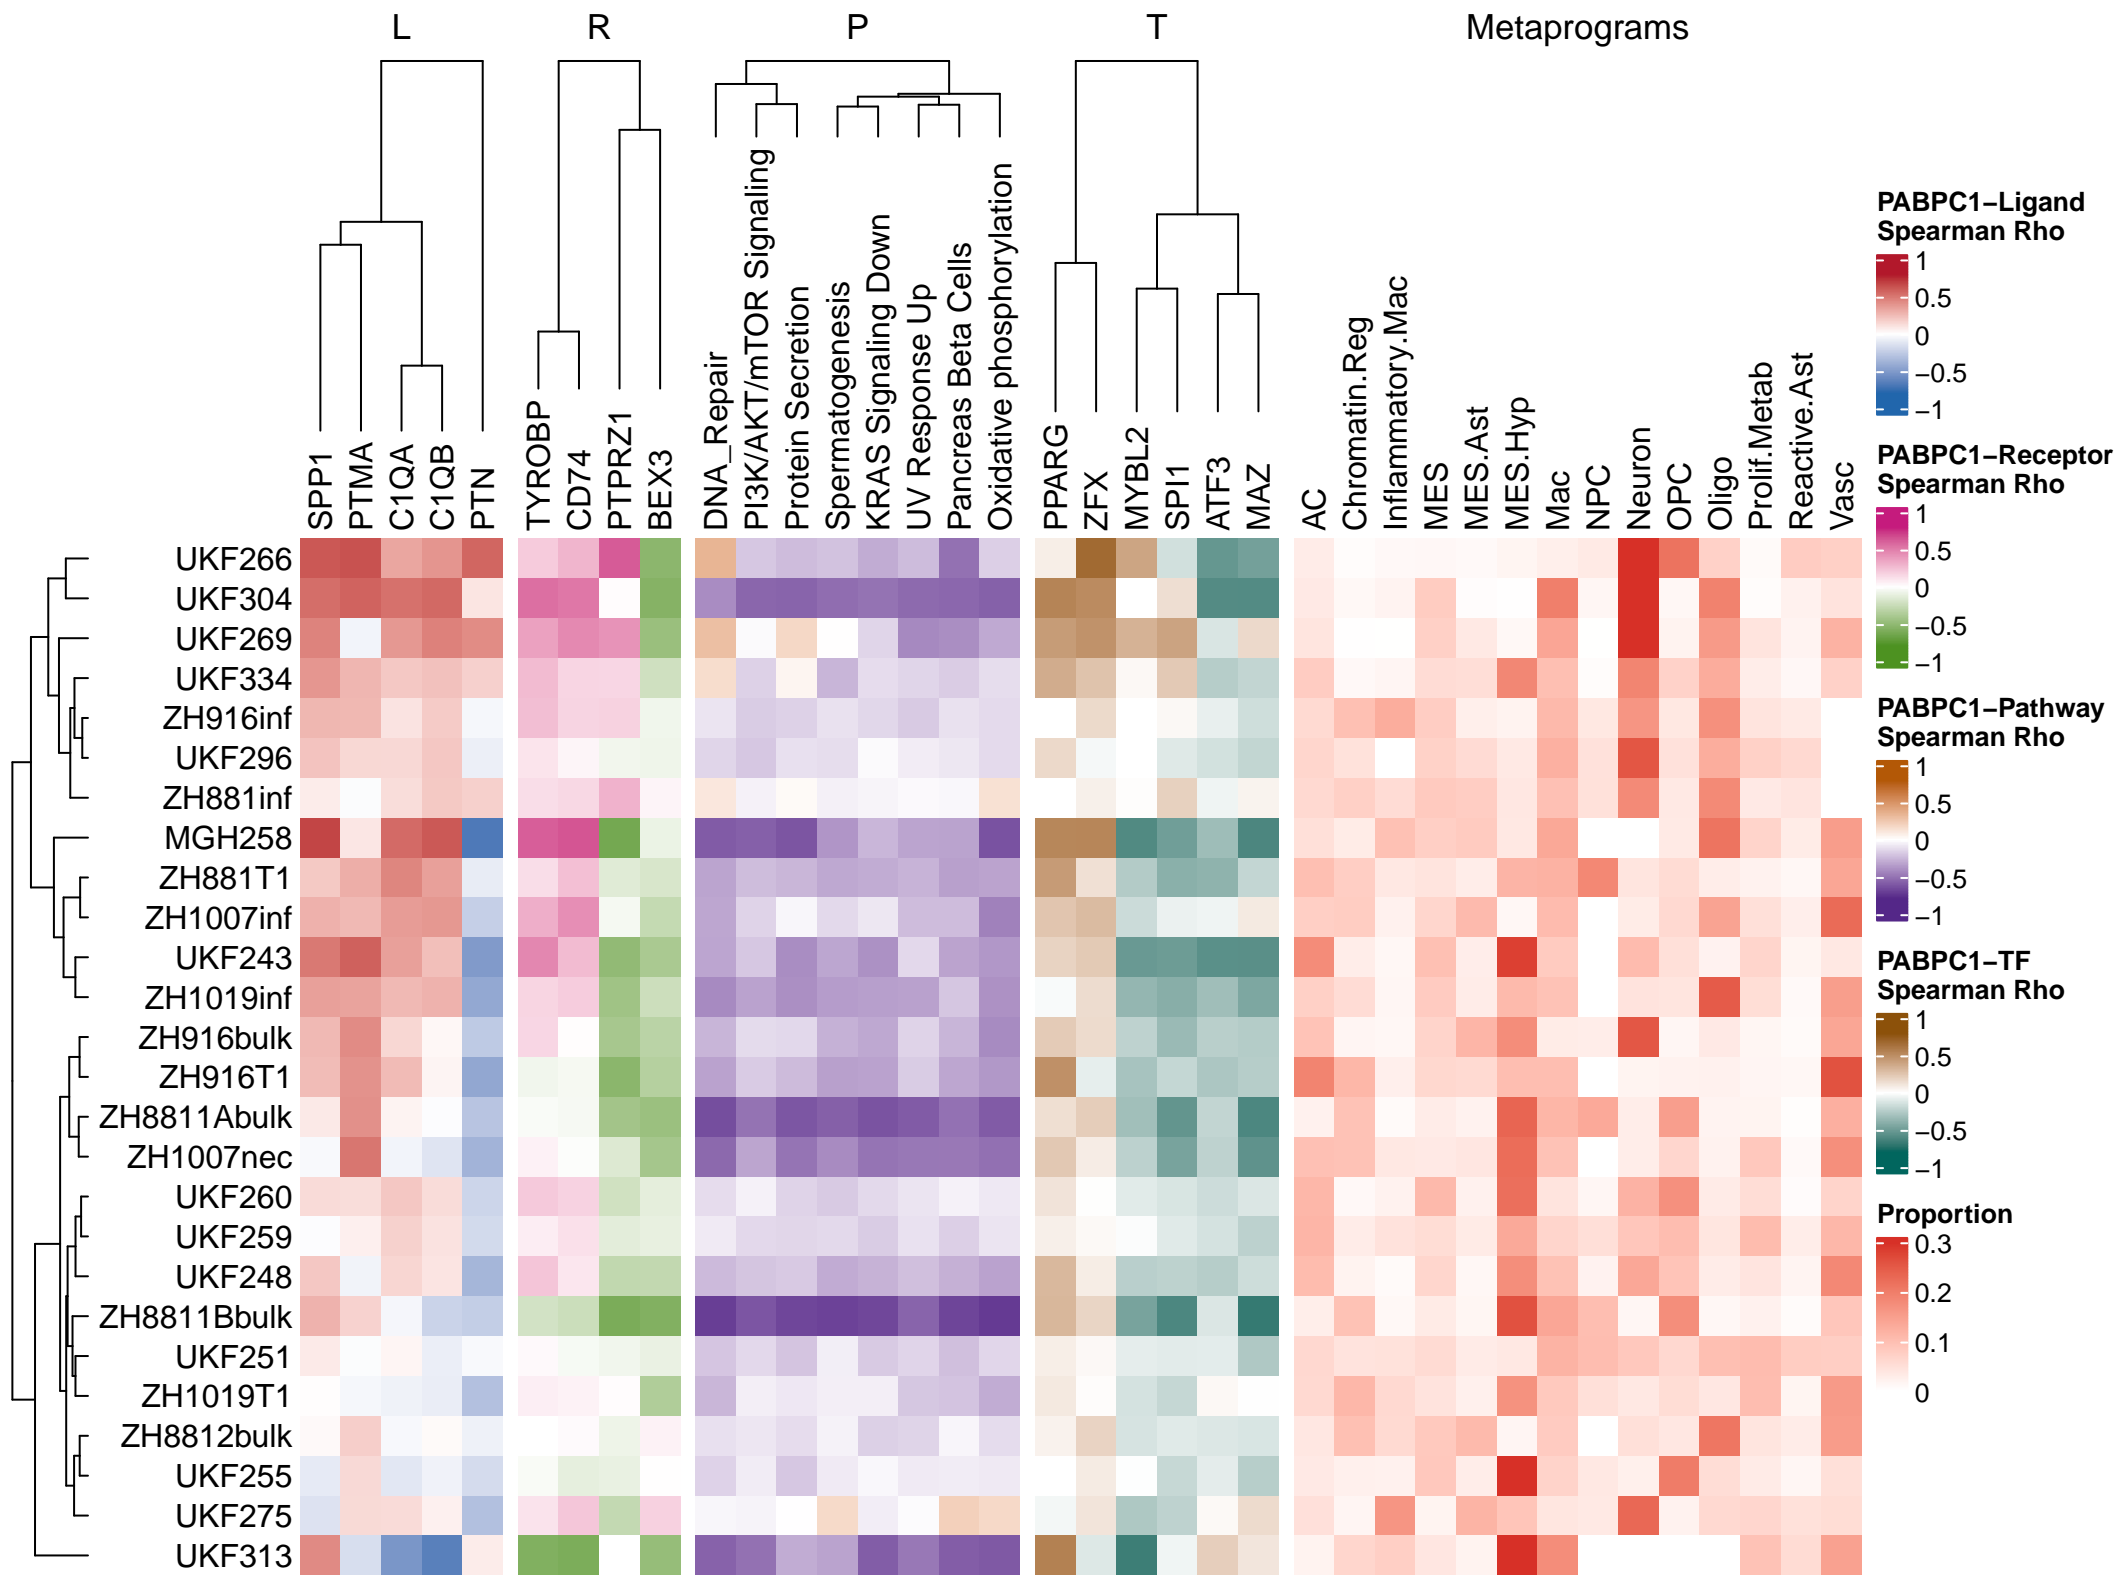 L R P T Metaprograms
SPP1
PTMA
C1QA
C1QB
PTN
TYROBP
CD74
PTPRZ1
BEX3
DNA_Repair
PI3K/AKT/mTOR Signaling
Protein Secretion
Spermatogenesis
KRAS Signaling Down
UV Response Up
Pancreas Beta Cells
Oxidative phosphorylation
PPARG
ZFX
MYBL2
SPI1
ATF3
MAZ
AC
Chromatin.Reg
Inflammatory.Mac
MES
MES.Ast
MES.Hyp
Mac
NPC
Neuron
OPC
Oligo
Prolif.Metab
Reactive.Ast
Vasc
UKF266
UKF304
UKF269
UKF334
ZH916inf
UKF296
ZH881inf
MGH258
ZH881T1
ZH1007inf
UKF243
ZH1019inf
ZH916bulk
ZH916T1
ZH8811Abulk
ZH1007nec
UKF260
UKF259
UKF248
ZH8811Bbulk
UKF251
ZH1019T1
ZH8812bulk
UKF255
UKF275
UKF313
PABPC1−Ligand
Spearman Rho
1
0.5
0
−0.5
−1
PABPC1−Receptor
Spearman Rho
1
0.5
0
−0.5
−1
PABPC1−Pathway
Spearman Rho
1
0.5
0
−0.5
−1
PABPC1−TF
Spearman Rho
1
0.5
0
−0.5
−1
Proportion
0.3
0.2
0.1
0